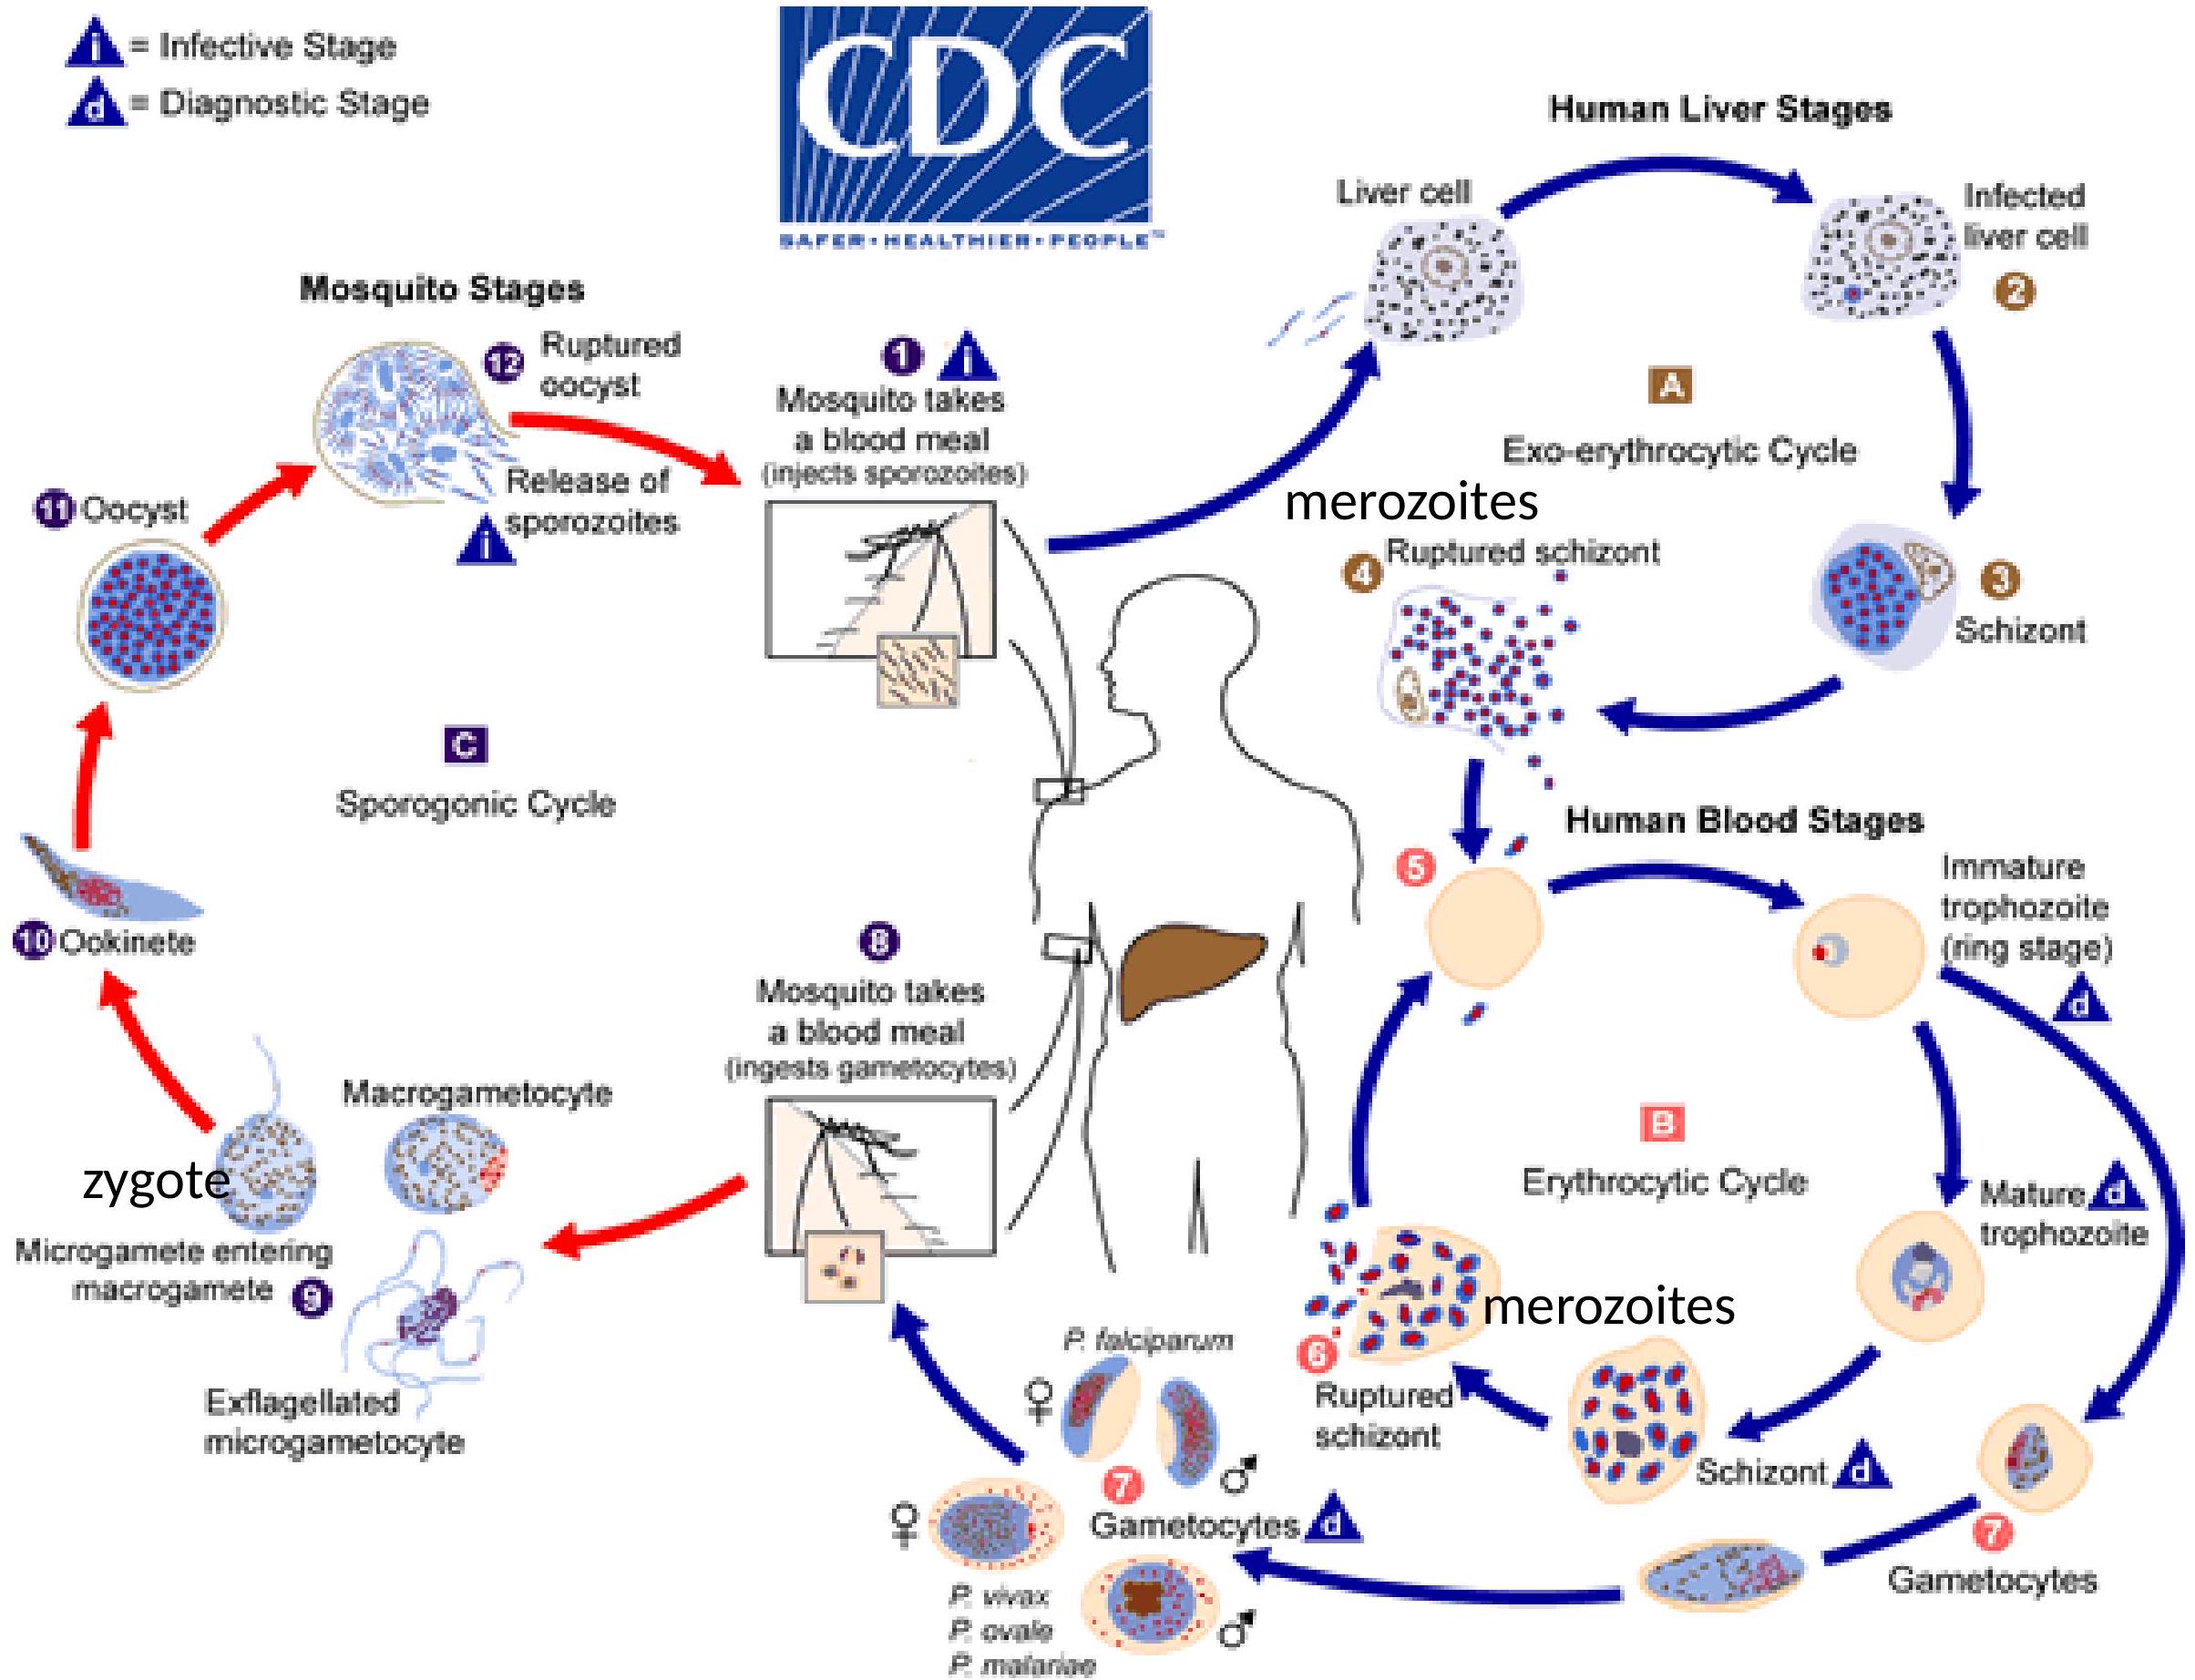 i = Infective Stage
d = Diagnostic Stage
CDC
SAFER • HEALTHIER • PEOPLE™
Human Liver Stages
Liver cell
Infected
liver cell
2
A
Exo-erythrocytic Cycle
merozoites
4 Ruptured schizont
3
Schizont
Mosquito Stages
12 Ruptured
oocyst
Release of
sporozoites
i
11 Oocyst
1 i
Mosquito takes
a blood meal
(injects sporozoites)
C
Sporogonic Cycle
10 Ookinete
8
Mosquito takes
a blood meal
(ingests gametocytes)
Macrogametocyte
zygote
Microgamete entering
macrogamete 9
Exflagellated
microgametocyte
Human Blood Stages
5
Immature
trophozoite
(ring stage)
d
B
Erythrocytic Cycle
Mature d
trophozoite
merozoites
6
Ruptured
schizont
Schizont d
7
Gametocytes
P. falciparum
♀
♂
7
Gametocytes d
♀
♂
P. vivax
P. ovale
P. malariae